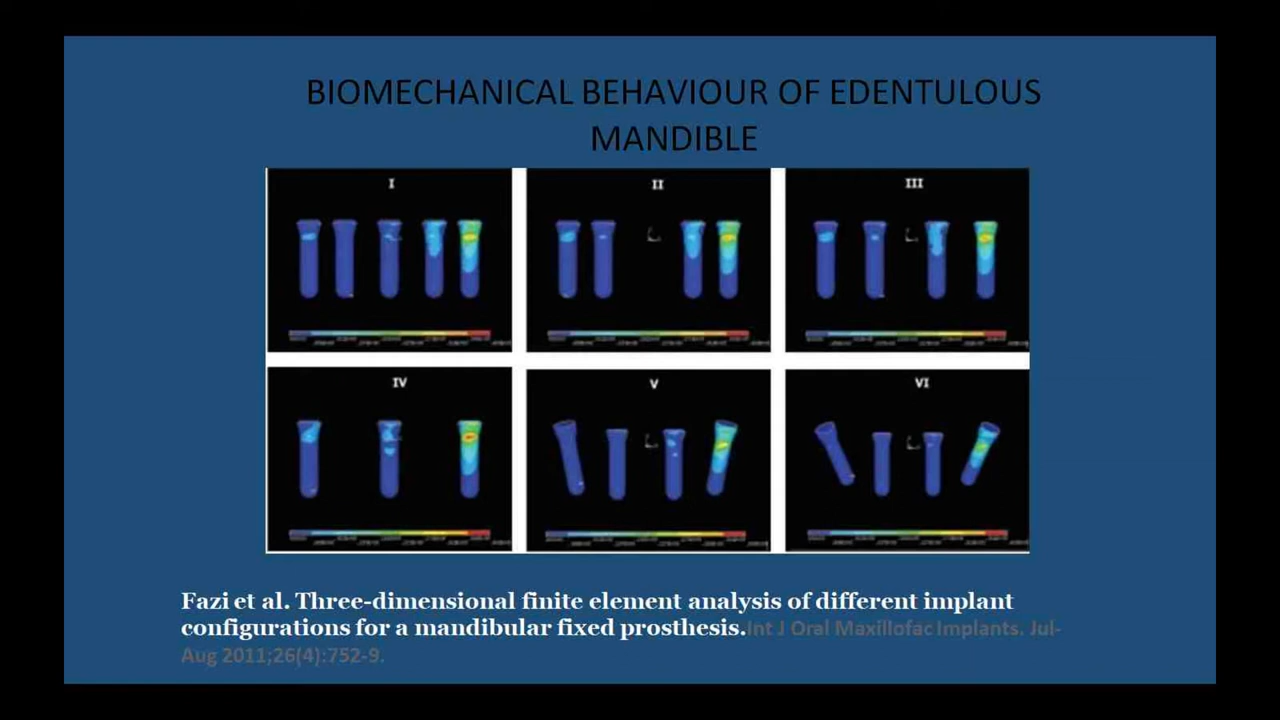 BIOMECHANICAL BEHAVIOUR OF EDENTULOUS
MANDIBLE
I
II
III
IV
V
VI
Fazi et al. Three-dimensional finite element analysis of different implant
configurations for a mandibular fixed prosthesis.Int J Oral Maxillofac Implants. Jul-
Aug 2011;26(4):752-9.